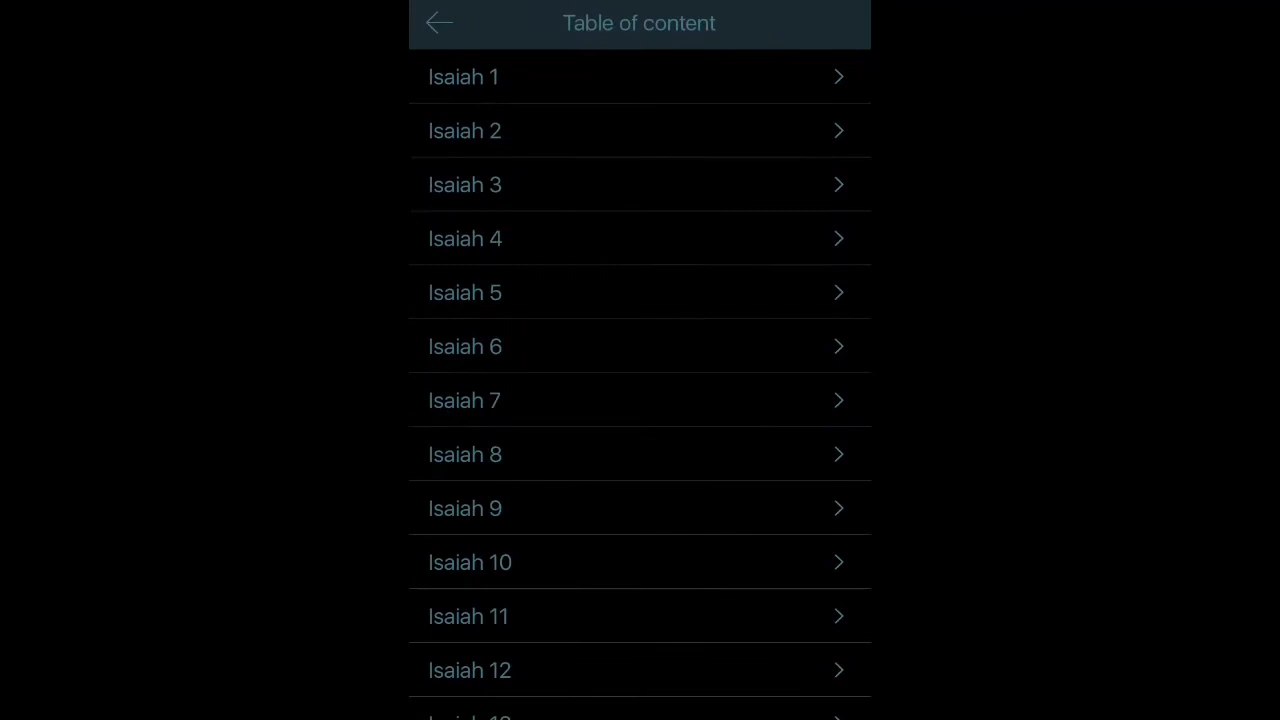 Table of content
Isaiah 1
Isaiah 2
Isaiah 3
Isaiah 4
Isaiah 5
Isaiah 6
Isaiah 7
Isaiah 8
Isaiah 9
Isaiah 10
Isaiah 11
Isaiah 12